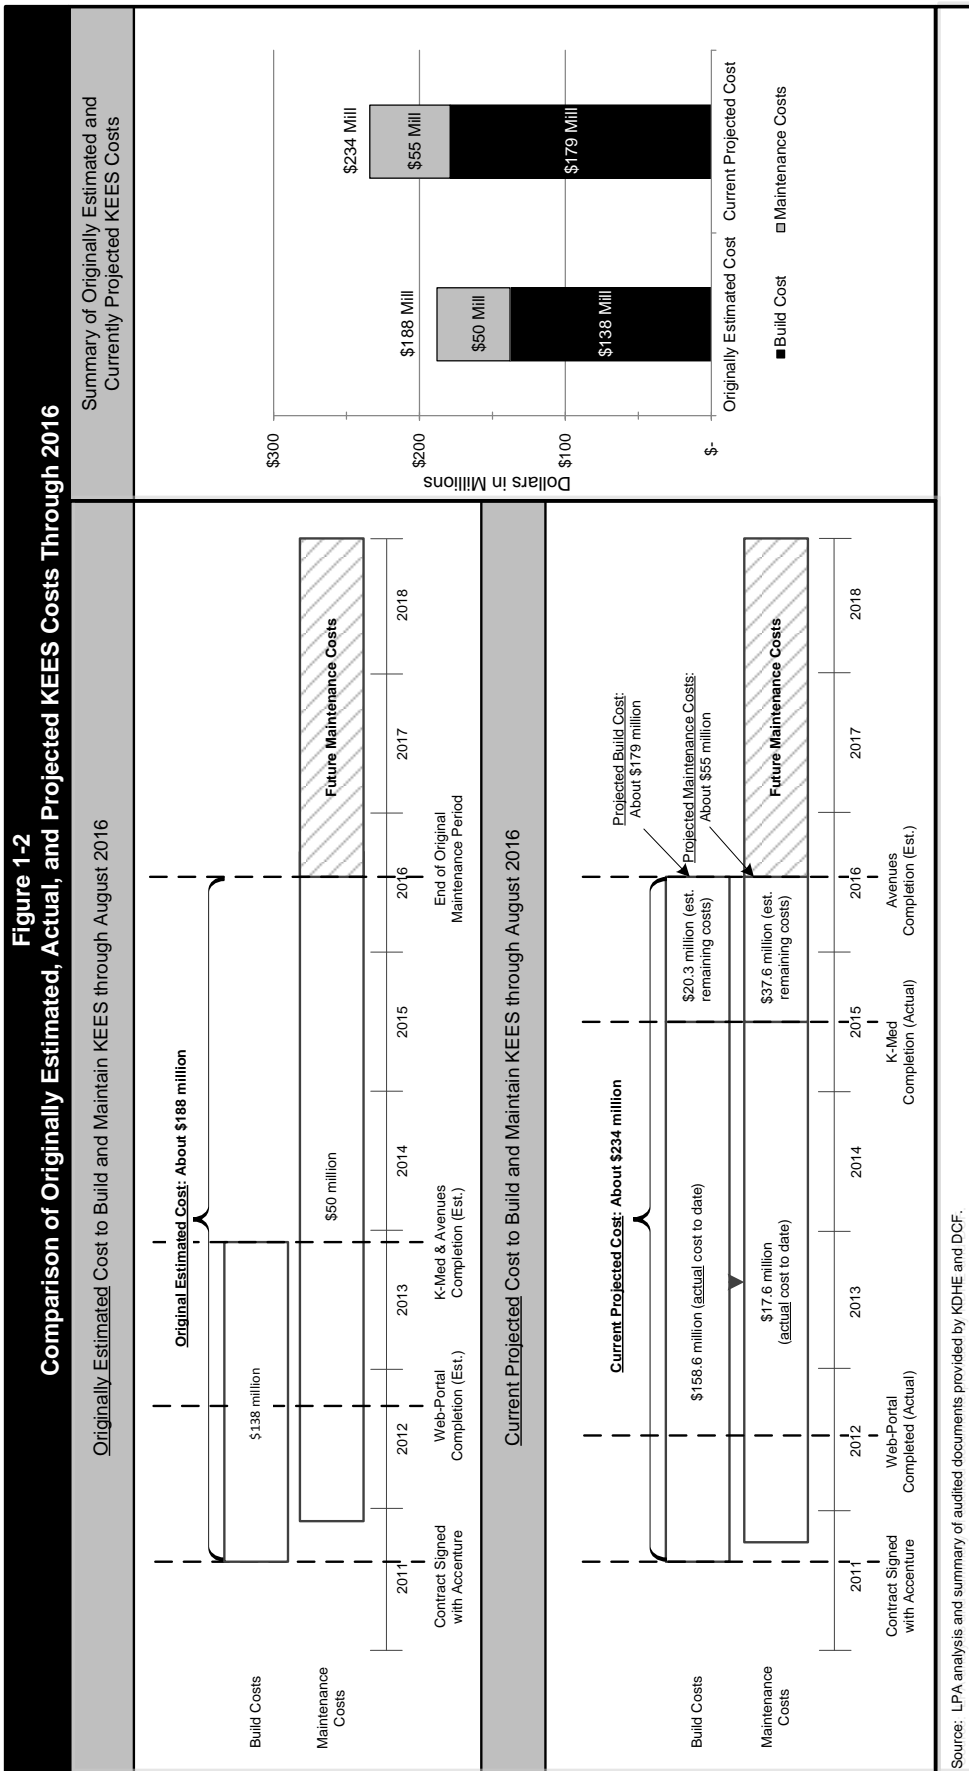 Figure 1-2
Comparison of Originally Estimated, Actual, and Projected KEES Costs Through 2016
Originally Estimated Cost to Build and Maintain KEES through August 2016
Original Estimated Cost: About $188 million
Build Costs
$138 million
Maintenance
Costs
$50 million
Future Maintenance Costs
2011
2012
2013
2014
2015
2016
2017
2018
Contract Signed
with Accenture
Web-Portal
Completion (Est.)
K-Med & Avenues
Completion (Est.)
End of Original
Maintenance Period
Current Projected Cost to Build and Maintain KEES through August 2016
Current Projected Cost: About $234 million
Projected Build Cost:
About $179 million
Build Costs
$158.6 million (actual cost to date)
$20.3 million (est.
remaining costs)
Projected Maintenance Costs:
About $55 million
Maintenance
Costs
$17.6 million
(actual cost to date)
$37.6 million (est.
remaining costs)
Future Maintenance Costs
2011
2012
2013
2014
2015
2016
2017
2018
Contract Signed
with Accenture
Web-Portal
Completed (Actual)
K-Med
Completion (Actual)
Avenues
Completion (Est.)
Summary of Originally Estimated and
Currently Projected KEES Costs
Dollars in Millions
$300
$200
$100
$-
$188 Mill
$50 Mill
$138 Mill
$234 Mill
$55 Mill
$179 Mill
Originally Estimated Cost
Current Projected Cost
Build Cost
Maintenance Costs
Source: LPA analysis and summary of audited documents provided by KDHE and DCF.